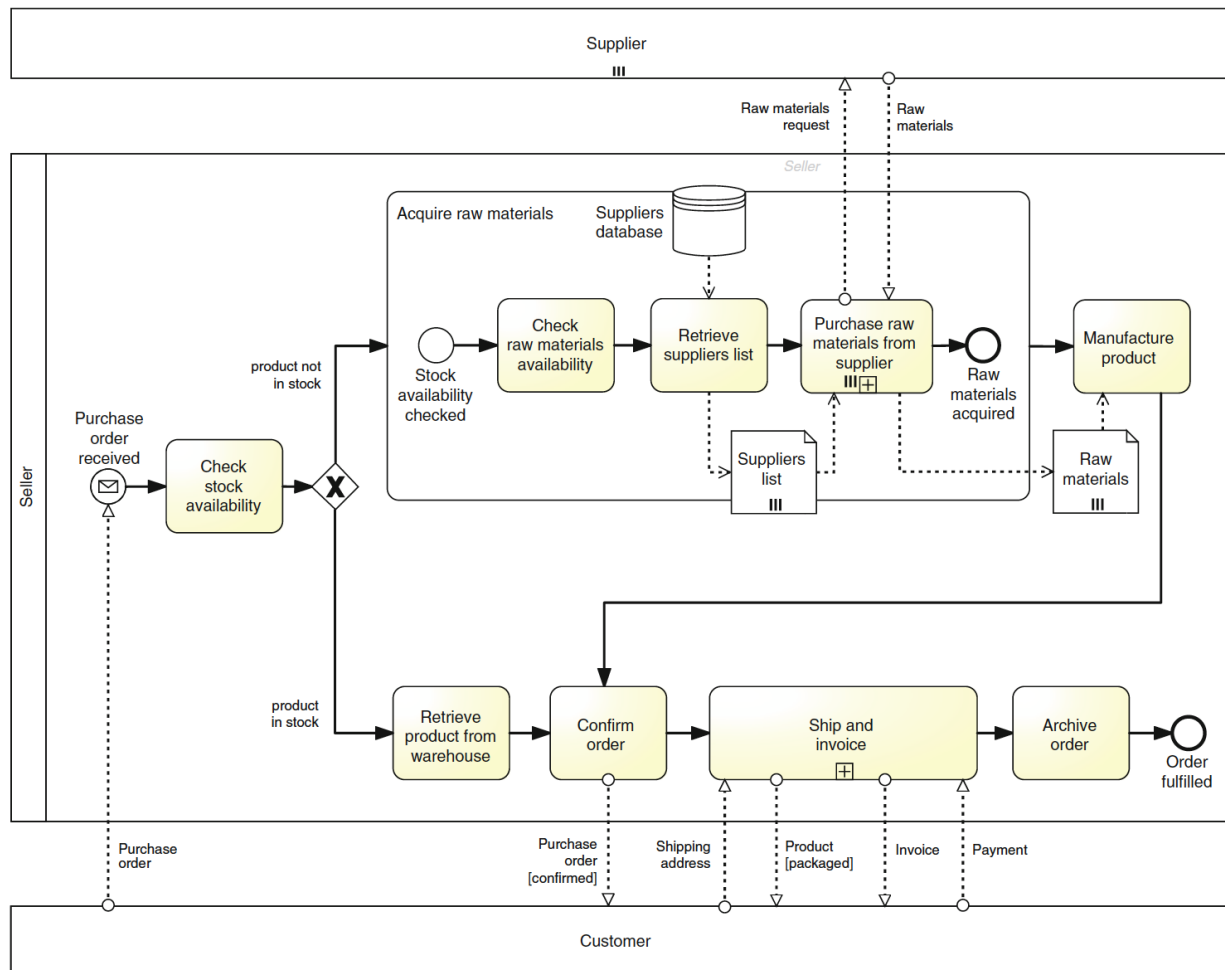 Supplier
Raw materials
request
Raw
materials
Seller
Seller
Acquire raw materials
Suppliers
database
Check
raw materials
availability
Retrieve
suppliers list
Purchase raw
materials from
supplier
Manufacture
product
product not
in stock
Stock
availability
checked
Raw
materials
acquired
Purchase
order
received
Check
stock
availability
X
Suppliers
list
Raw
materials
product
in stock
Retrieve
product from
warehouse
Confirm
order
Ship and
invoice
Archive
order
Order
fulfilled
Purchase
order
Purchase
order
[confirmed]
Shipping
address
Product
[packaged]
Invoice
Payment
Customer